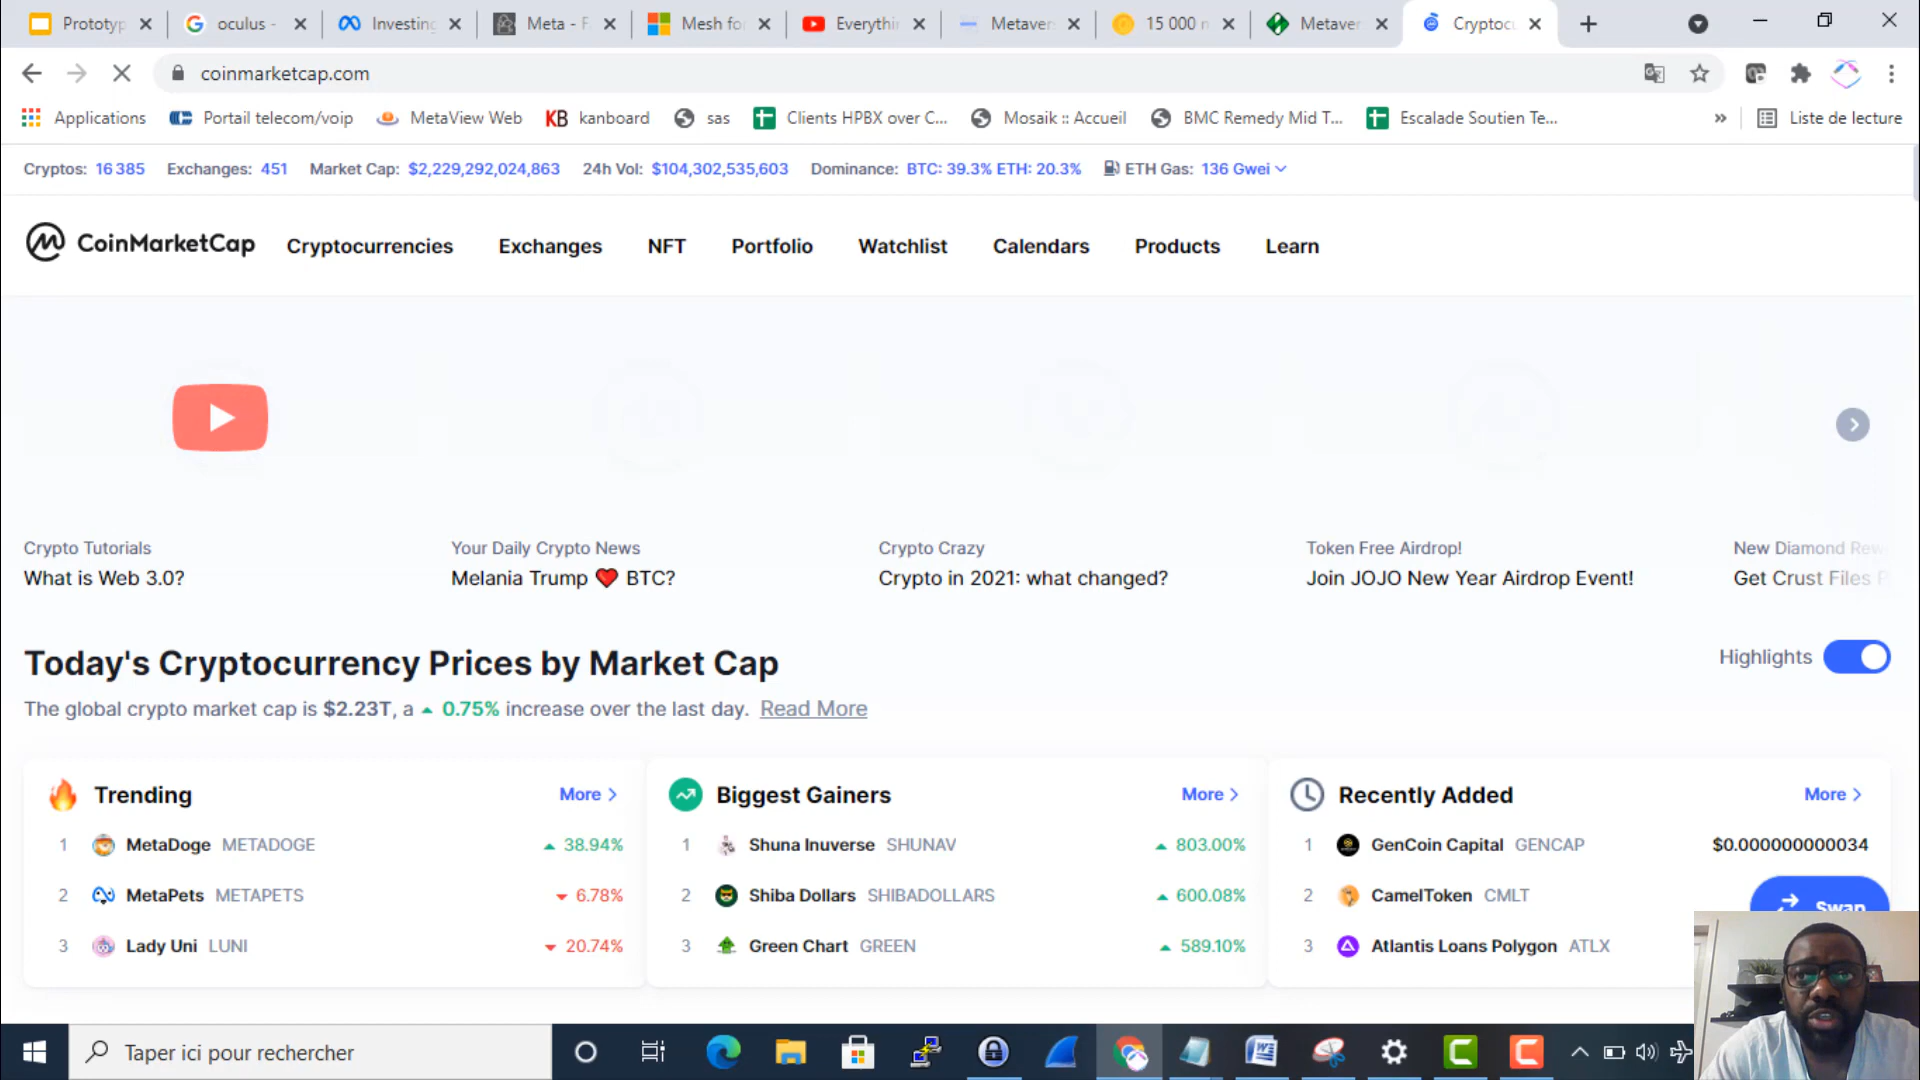 Prototyp
oculus -
Investing
Meta - F
Mesh fo
Everythi
Metaver
15 000 n
Metaver
Cryptocu
coinmarketcap.com
Applications
Portail telecom/voip
MetaView Web
KB kanboard
sas
Clients HPBX over C...
Mosaik :: Accueil
BMC Remedy Mid T...
Escalade Soutien Te...
»
Liste de lecture
Cryptos: 16 385 Exchanges: 451 Market Cap: $2,229,292,024,863 24h Vol: $104,302,535,603 Dominance: BTC: 39.3% ETH: 20.3% ETH Gas: 136 Gwei
CoinMarketCap
Cryptocurrencies Exchanges NFT Portfolio Watchlist Calendars Products Learn
Crypto Tutorials
What is Web 3.0?
Your Daily Crypto News
Melania Trump ❤️ BTC?
Crypto Crazy
Crypto in 2021: what changed?
Token Free Airdrop!
Join JOJO New Year Airdrop Event!
New Diamond Rew
Get Crust Files P
Today's Cryptocurrency Prices by Market Cap
Highlights
The global crypto market cap is $2.23T, a ▲ 0.75% increase over the last day. Read More
Trending More >
1 MetaDoge METADOGE ▲ 38.94%
2 MetaPets METAPETS ▼ 6.78%
3 Lady Uni LUNI ▼ 20.74%
Biggest Gainers More >
1 Shuna Inuverse SHUNAV ▲ 803.00%
2 Shiba Dollars SHIBADOLLARS ▲ 600.08%
3 Green Chart GREEN ▲ 589.10%
Recently Added More >
1 GenCoin Capital GENCAP $0.000000000034
2 CamelToken CMLT
3 Atlantis Loans Polygon ATLX
Swap
Taper ici pour rechercher